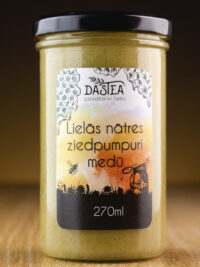 DASTEA
Lielās nātres
ziedpumpuri
medū
270ml